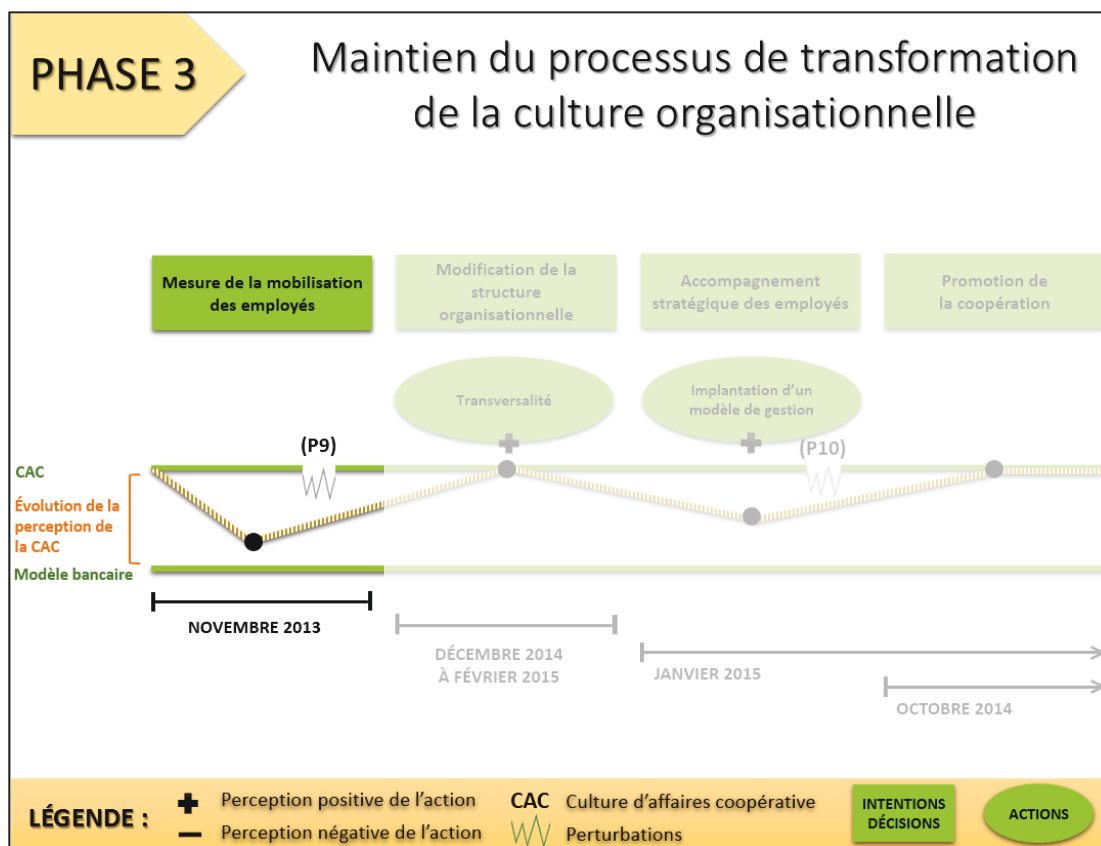 PHASE 3
Maintien du processus de transformation
de la culture organisationnelle
Mesure de la mobilisation
des employés
Modification de la
structure
organisationnelle
Accompagnement
stratégique des employés
Promotion de
la coopération
Transversalité
Implantation d'un
modèle de gestion
(P9)
(P10)
CAC
Évolution de la
perception de
la CAC
Modèle bancaire
NOVEMBRE 2013
DÉCEMBRE 2014
À FÉVRIER 2015
JANVIER 2015
OCTOBRE 2014
LÉGENDE :
Perception positive de l'action
Perception négative de l'action
CAC Culture d'affaires coopérative
Perturbations
INTENTIONS
DÉCISIONS
ACTIONS